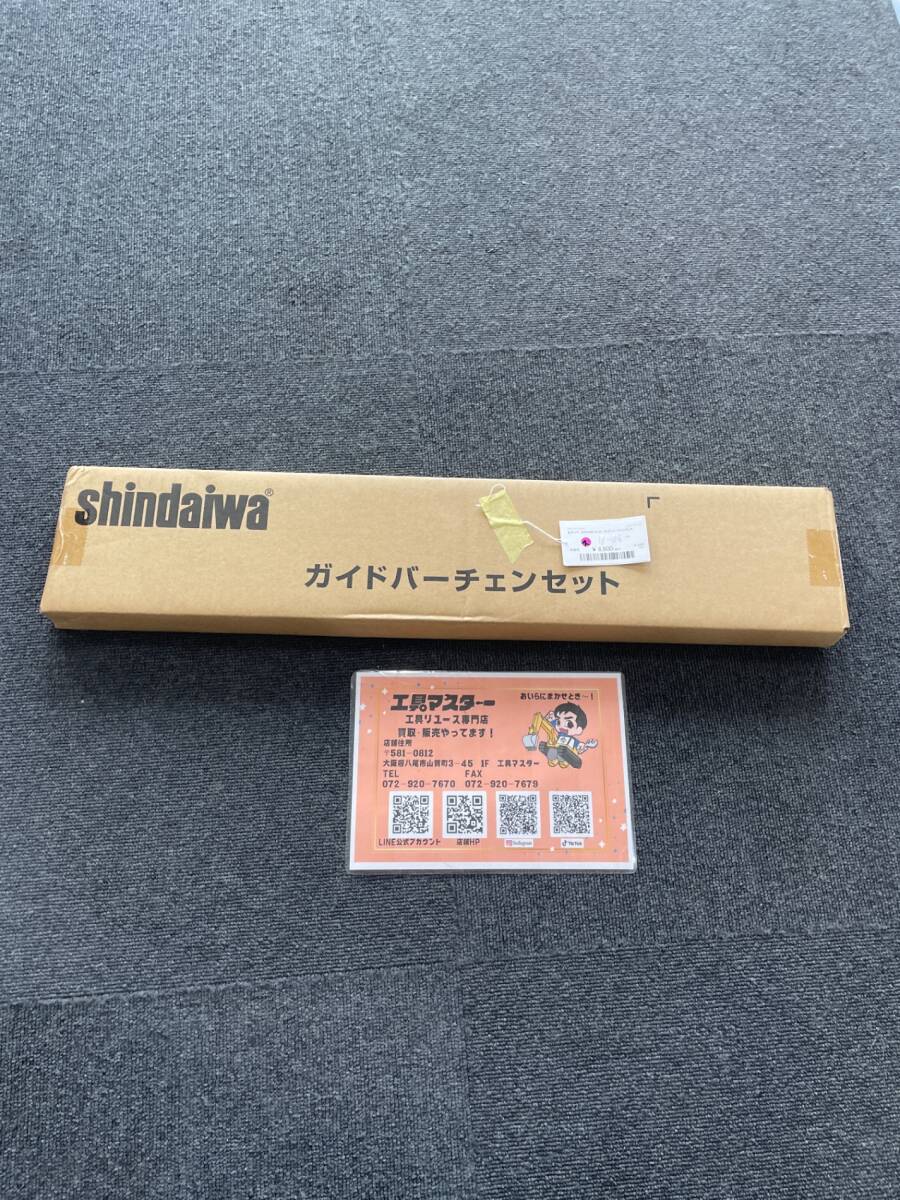 shindaiwa®
ガイドバーチェンセット
¥ 8,800
工具マスター
おいらにまかせとき〜!
工具リユース専門店
買取・販売やってます!
店舗住所
〒581-0812
大阪府八尾市山賀町3-45 1F 工具マスター
TEL FAX
072-920-7670 072-920-7679
LINE公式アカウント 店舗HP Instagram TikTok